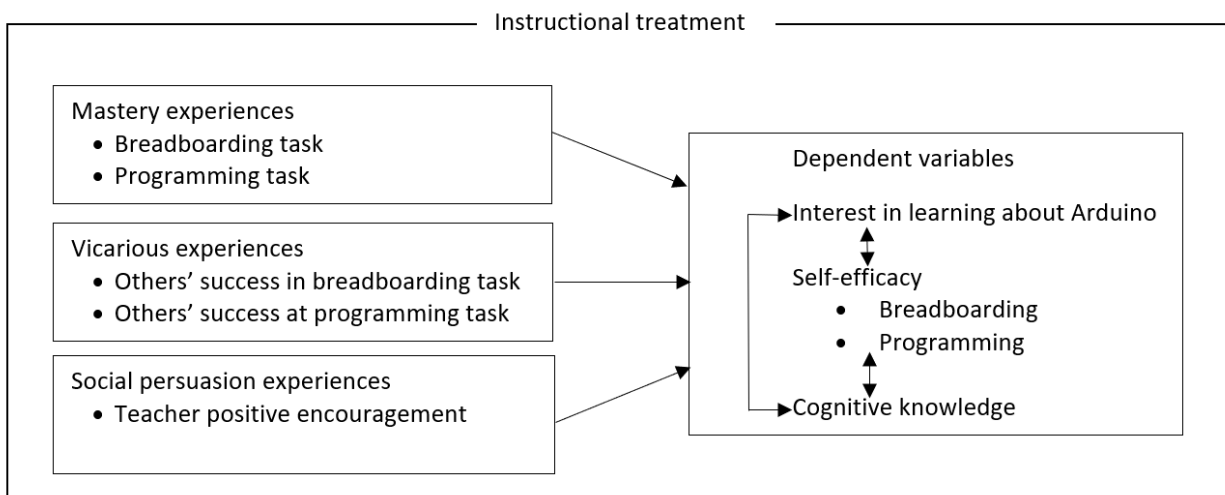 Instructional treatment
Mastery experiences
• Breadboarding task
• Programming task
Vicarious experiences
• Others’ success in breadboarding task
• Others’ success at programming task
Social persuasion experiences
• Teacher positive encouragement
Dependent variables
Interest in learning about Arduino
Self-efficacy
• Breadboarding
• Programming
Cognitive knowledge